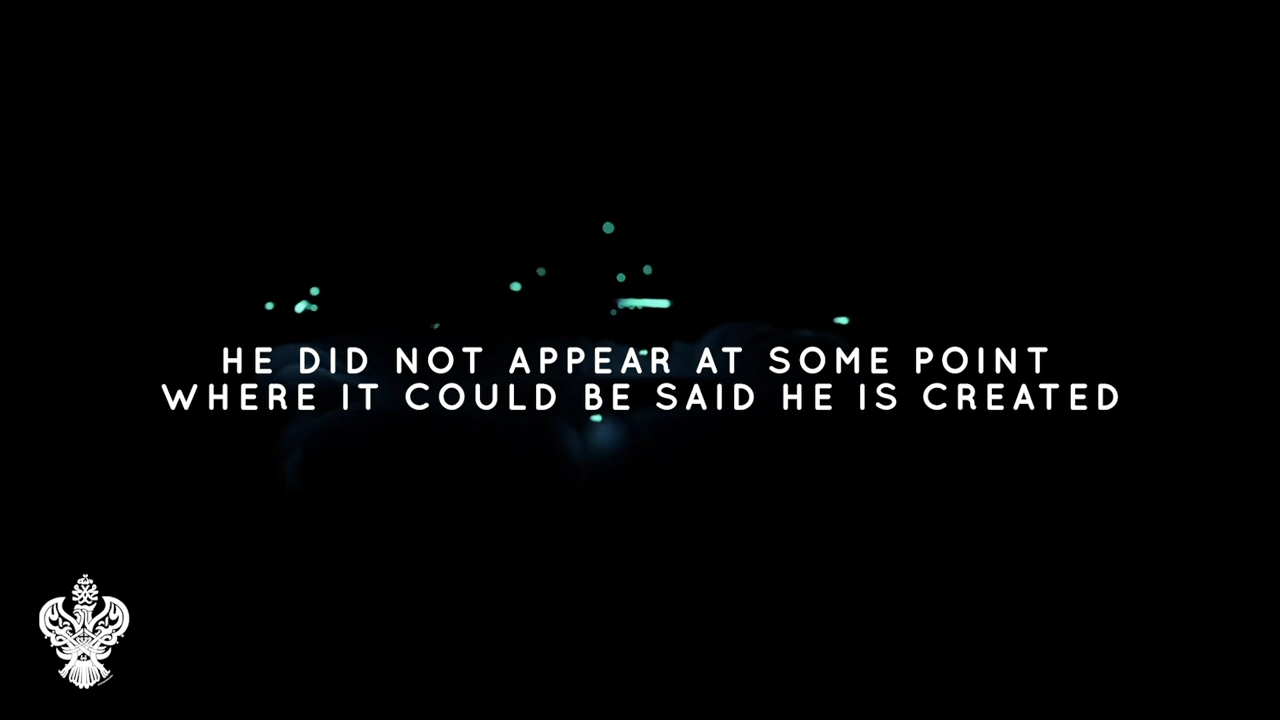 HE DID NOT APPEAR AT SOME POINT
WHERE IT COULD BE SAID HE IS CREATED